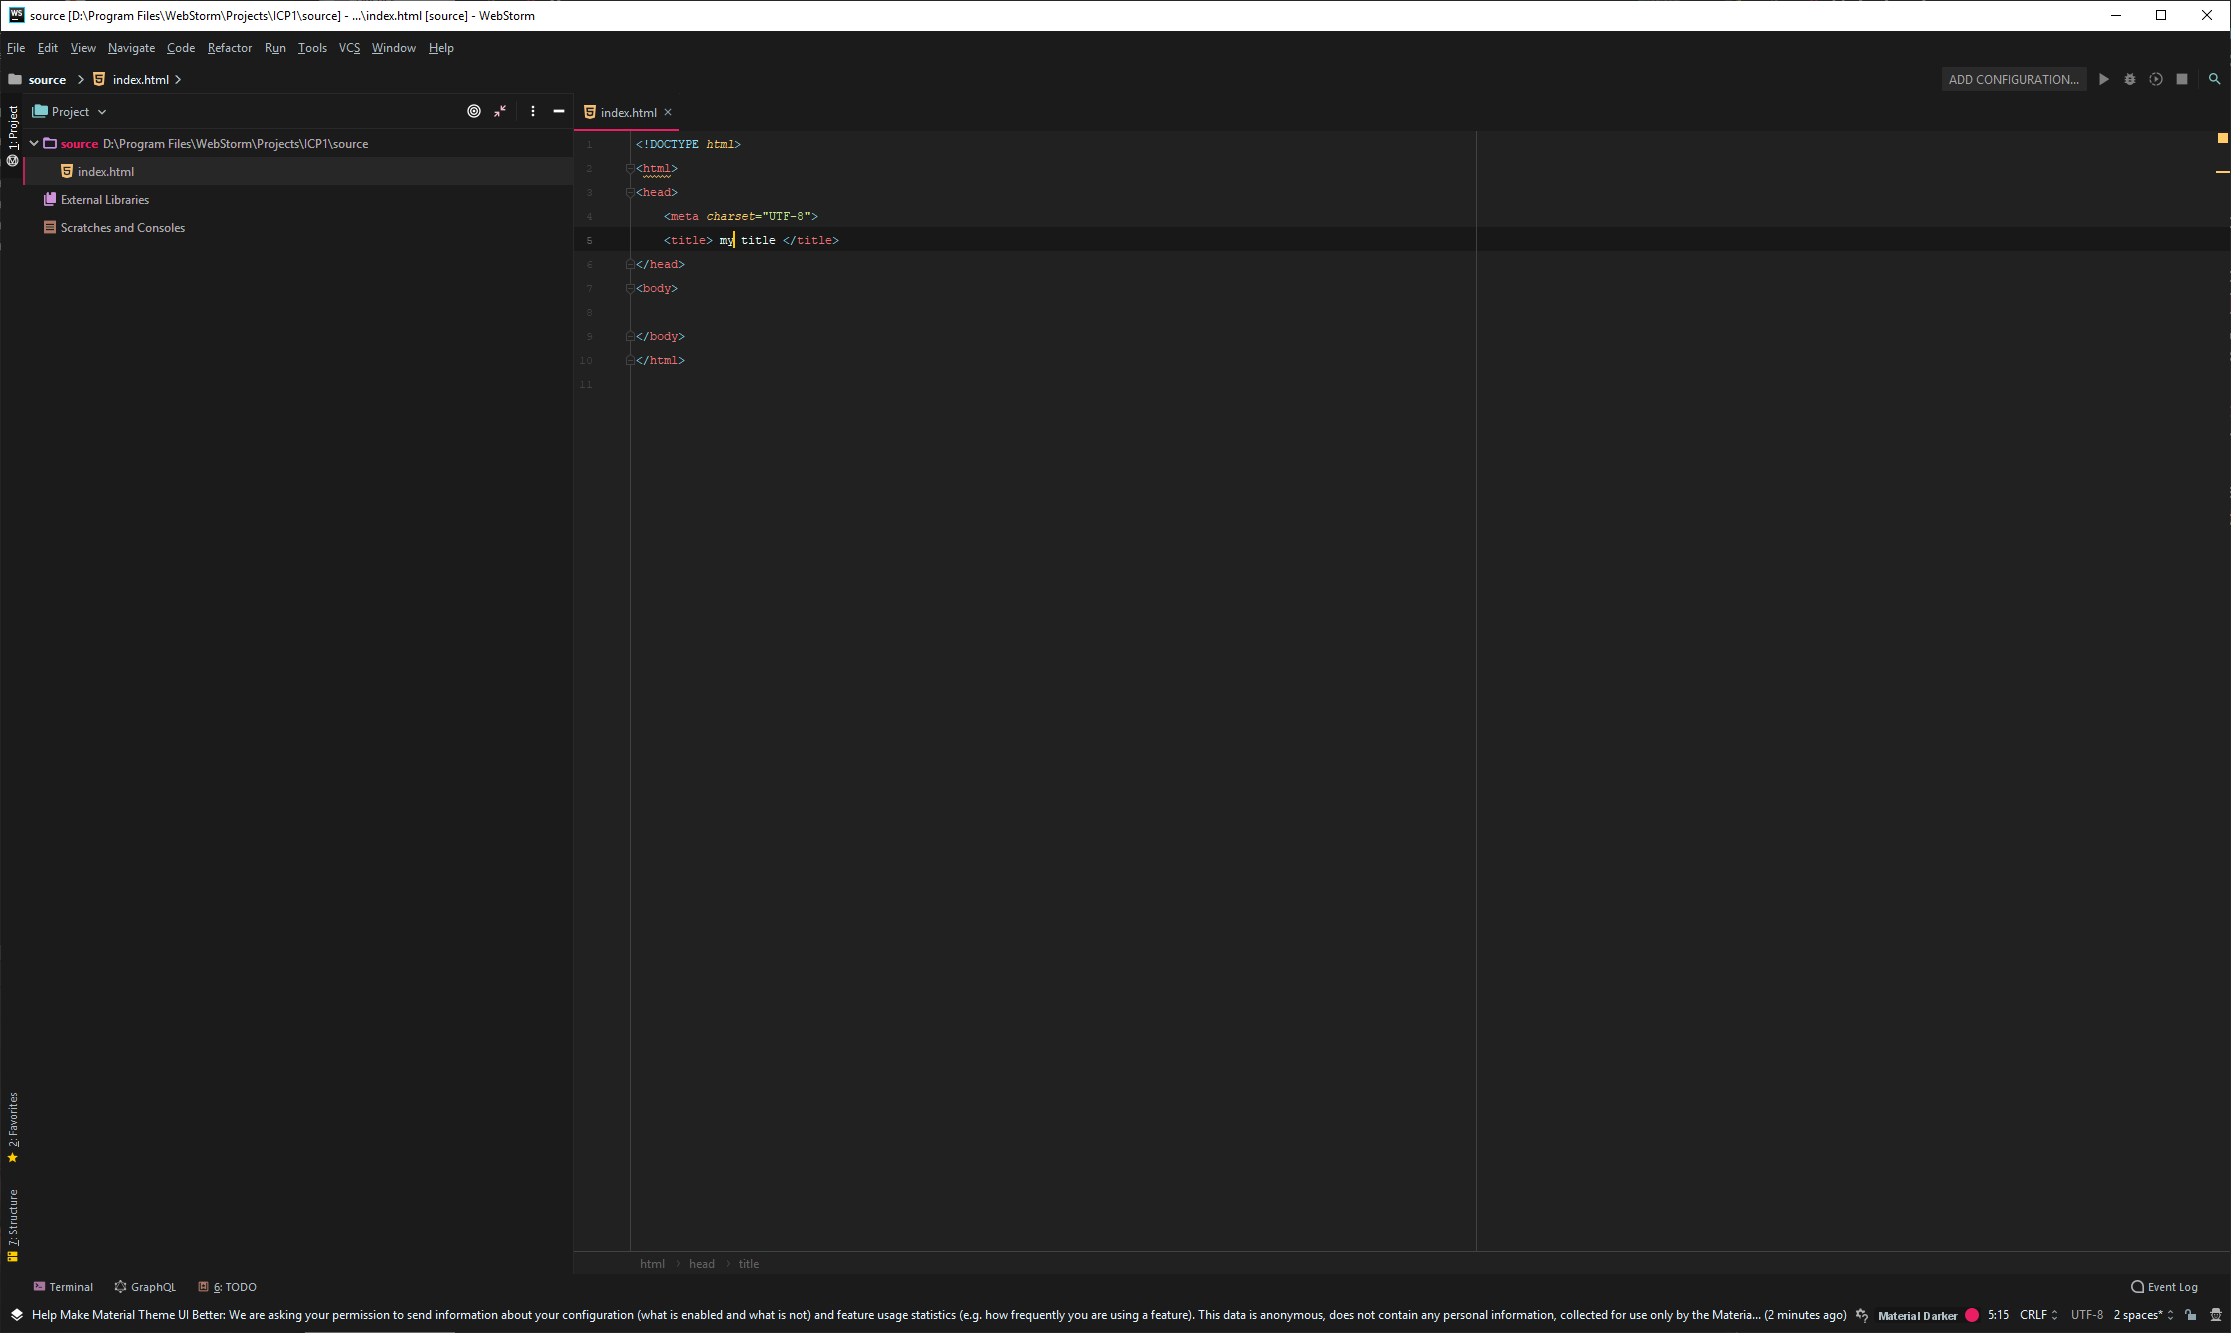 WS source [D:\Program Files\WebStorm\Projects\ICP1\source] - ...\index.html [source] - WebStorm
File Edit View Navigate Code Refactor Run Tools VCS Window Help
source index.html ADD CONFIGURATION...
1: Project
Project
source D:\Program Files\WebStorm\Projects\ICP1\source
index.html
External Libraries
Scratches and Consoles
index.html
1 <!DOCTYPE html>
2 <html>
3 <head>
4 <meta charset="UTF-8">
5 <title> my title </title>
6 </head>
7 <body>
8
9 </body>
10 </html>
11
2: Favorites
7: Structure
html head title
Terminal GraphQL 6: TODO Event Log
Help Make Material Theme UI Better: We are asking your permission to send information about your configuration (what is enabled and what is not) and feature usage statistics (e.g. how frequently you are using a feature). This data is anonymous, does not contain any personal information, collected for use only by the Materia... (2 minutes ago) Material Darker 5:15 CRLF UTF-8 2 spaces*